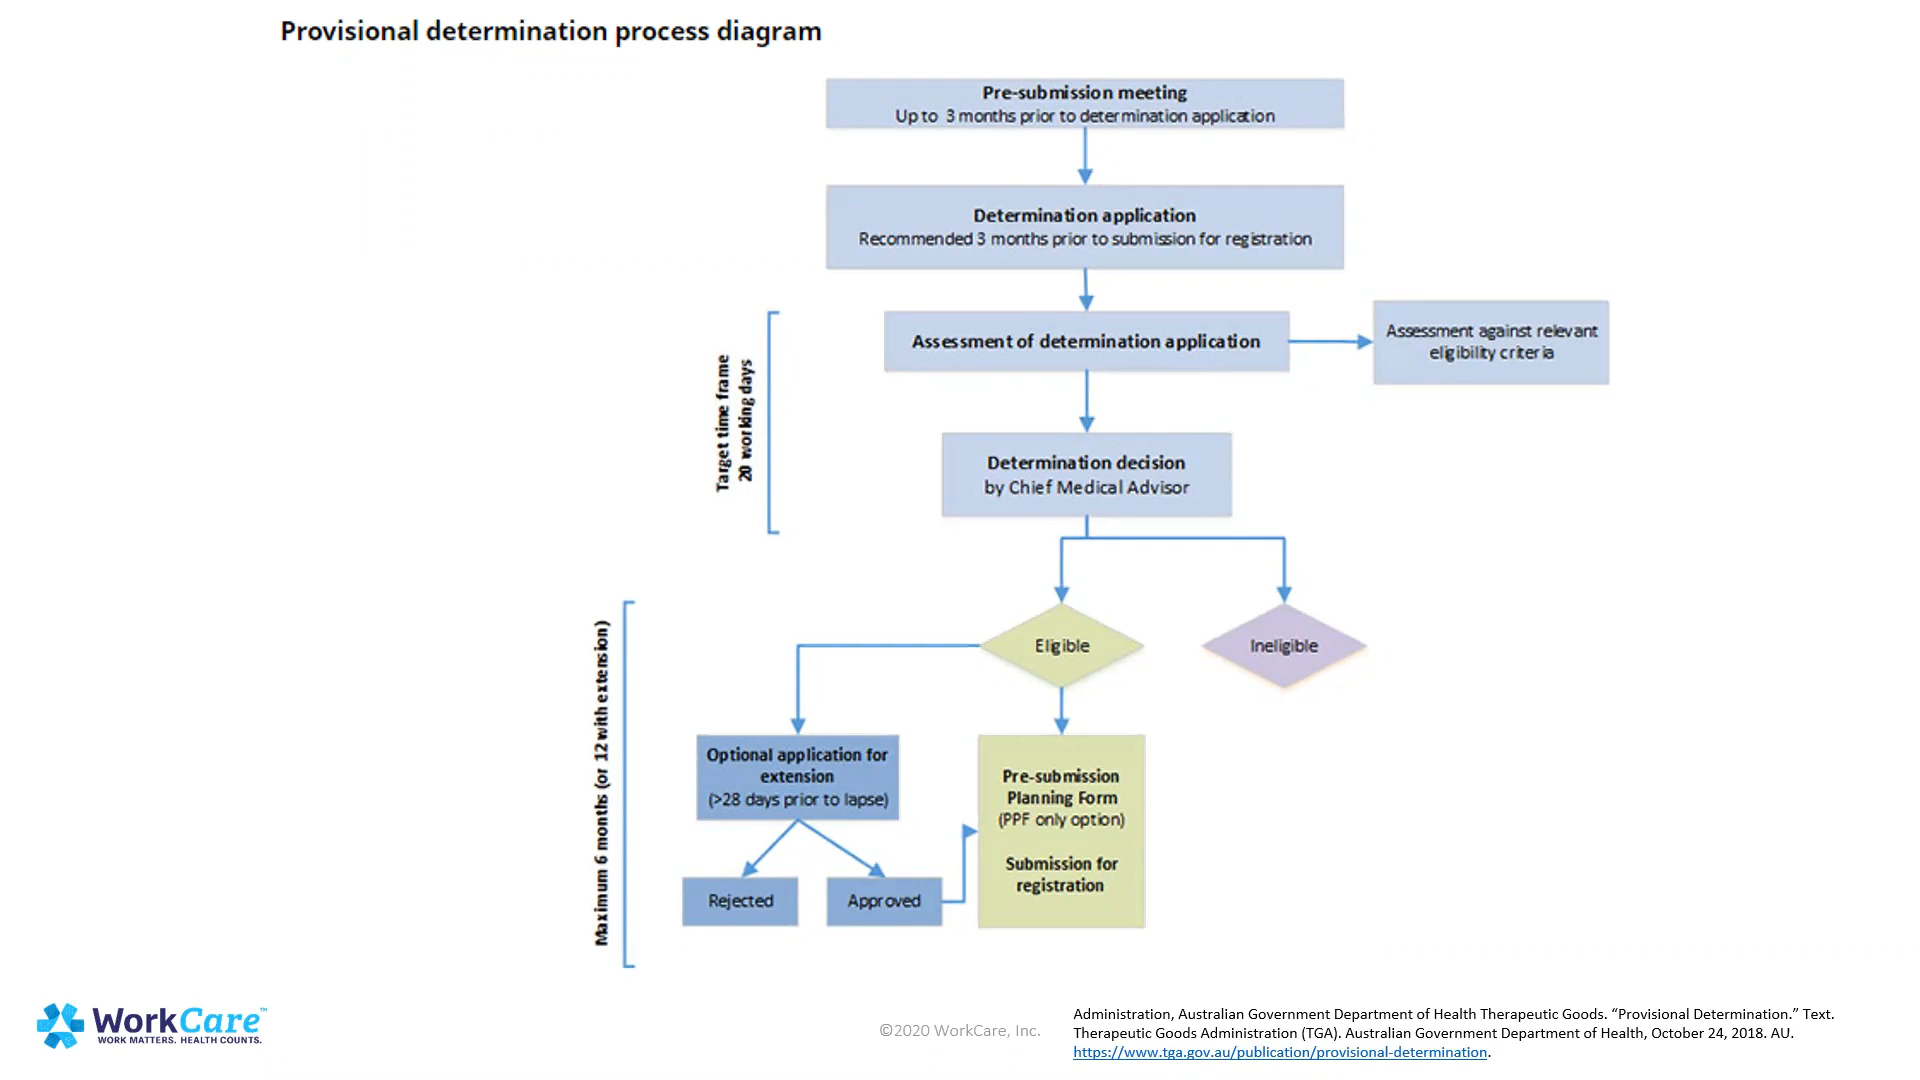 Provisional determination process diagram
Pre-submission meeting
Up to 3 months prior to determination application
Determination application
Recommended 3 months prior to submission for registration
Assessment of determination application
Assessment against relevant
eligibility criteria
Target time frame
20 working days
Determination decision
by Chief Medical Advisor
Eligible
Ineligible
Maximum 6 months (or 12 with extension)
Optional application for
extension
(>28 days prior to lapse)
Pre-submission
Planning Form
(PPF only option)
Submission for
registration
Rejected
Approved
WorkCare™
WORK MATTERS. HEALTH COUNTS.
©2020 WorkCare, Inc.
Administration, Australian Government Department of Health Therapeutic Goods. “Provisional Determination.” Text.
Therapeutic Goods Administration (TGA). Australian Government Department of Health, October 24, 2018. AU.
https://www.tga.gov.au/publication/provisional-determination.